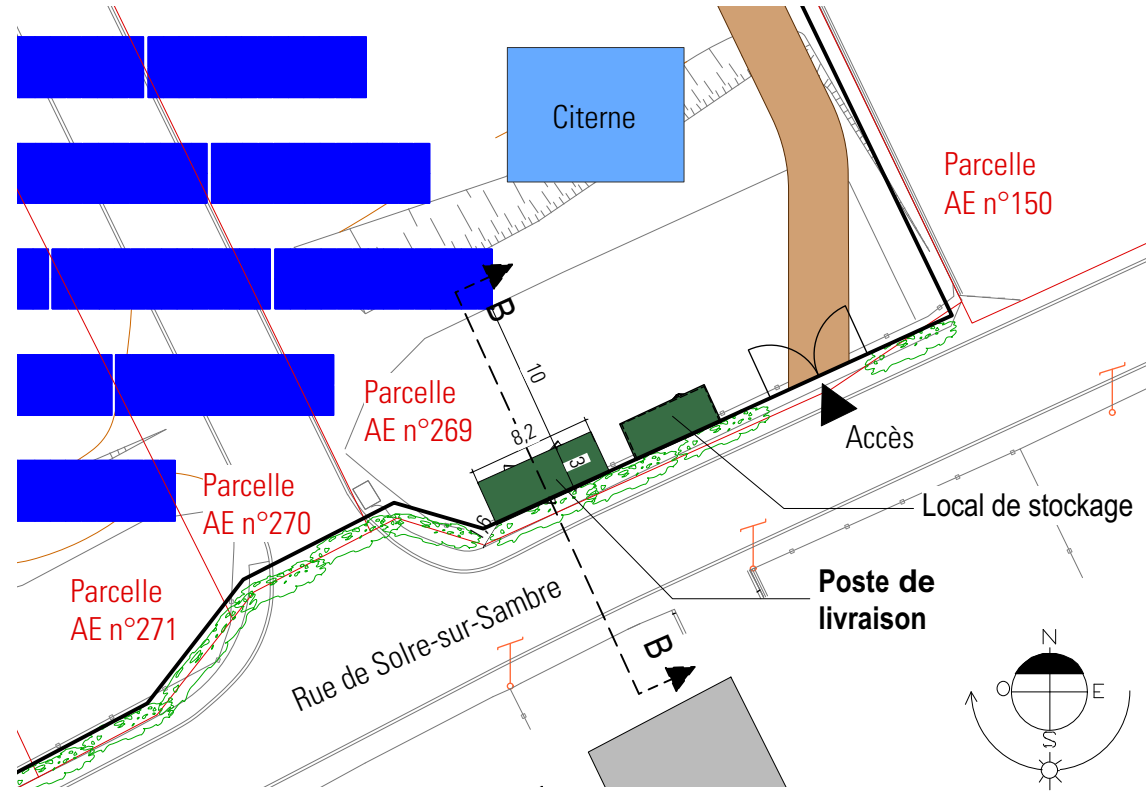 Citerne
Parcelle
AE n°150
B
10
Parcelle
AE n°269
8,2
3
Accès
Parcelle
AE n°270
Local de stockage
Poste de
livraison
Parcelle
AE n°271
Rue de Solre-sur-Sambre
B
N
O
E
S